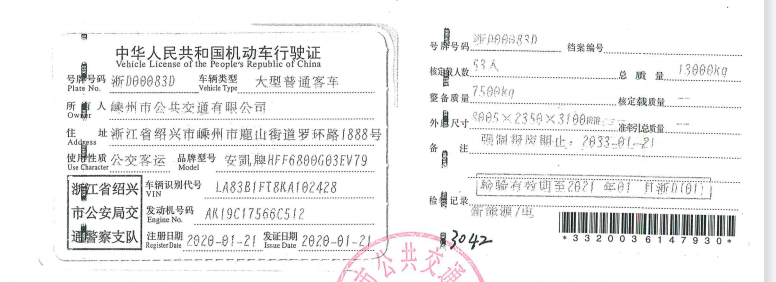 中华人民共和国机动车行驶证
Vehicle License of the People's Republic of China
号牌号码 浙D00083D 车辆类型 大型普通客车
Plate No. Vehicle Type
所有人 嵊州市公共交通有限公司
Owner
住址 浙江省绍兴市嵊州市鹿山街道罗环路1888号
Address
使用性质 公交客运 品牌型号 安凯牌HFF6800G03EV79
Use Character Model
浙江省绍兴
市公安局交
通警察支队
车辆识别代号 LA83B1FT8KA102428
VIN
发动机号码 AK19C17566C512
Engine No.
注册日期 2020-01-21 发证日期 2020-01-21
Register Date Issue Date
号牌号码 浙D00083D 档案编号
核定载人数 53人 总质量 13000kg
整备质量 7500kg 核定载质量 --
外廓尺寸 8005×2350×3100 准牵引总质量 --
备注 强制报废期止：2033-01-21
检验有效期至2021年01月浙D(01)
检验记录
3042
*3320036147930*
市公共交通